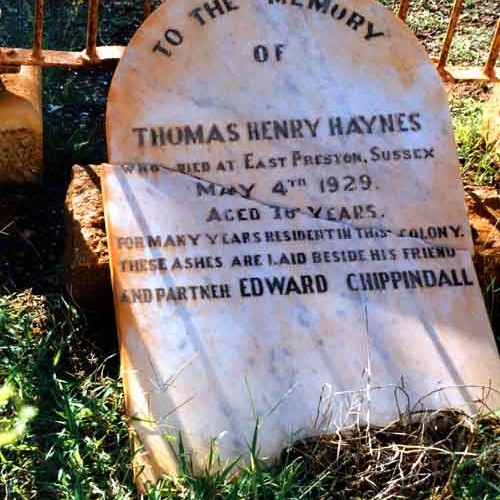 TO THE MEMORY
OF
THOMAS HENRY HAYNES
WHO DIED AT EAST PRESTON, SUSSEX
MAY 4TH 1929.
AGED YEARS.
FOR MANY YEARS RESIDENT IN THIS COLONY.
THESE ASHES ARE LAID BESIDE HIS FRIEND
AND PARTNER EDWARD CHIPPINDALL